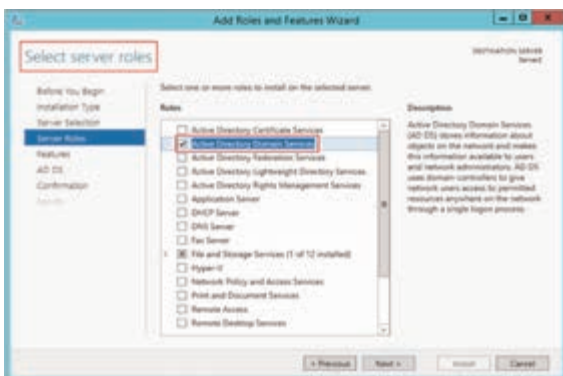 Add Roles and Features Wizard
Select server roles
DESTINATION SERVER
Server2
Before You Begin
Installation Type
Server Selection
Server Roles
Features
AD DS
Confirmation
Select one or more roles to install on the selected server.
Roles
Active Directory Certificate Services
Active Directory Domain Services
Active Directory Federation Services
Active Directory Lightweight Directory Services
Active Directory Rights Management Services
Application Server
DHCP Server
DNS Server
Fax Server
File and Storage Services (1 of 12 installed)
Hyper-V
Network Policy and Access Services
Print and Document Services
Remote Access
Remote Desktop Services
Description
Active Directory Domain Services
(AD DS) stores information about
objects on the network and makes
this information available to users
and network administrators. AD DS
uses domain controllers to give
network users access to permitted
resources anywhere on the network
through a single logon process.
< Previous
Next >
Install
Cancel